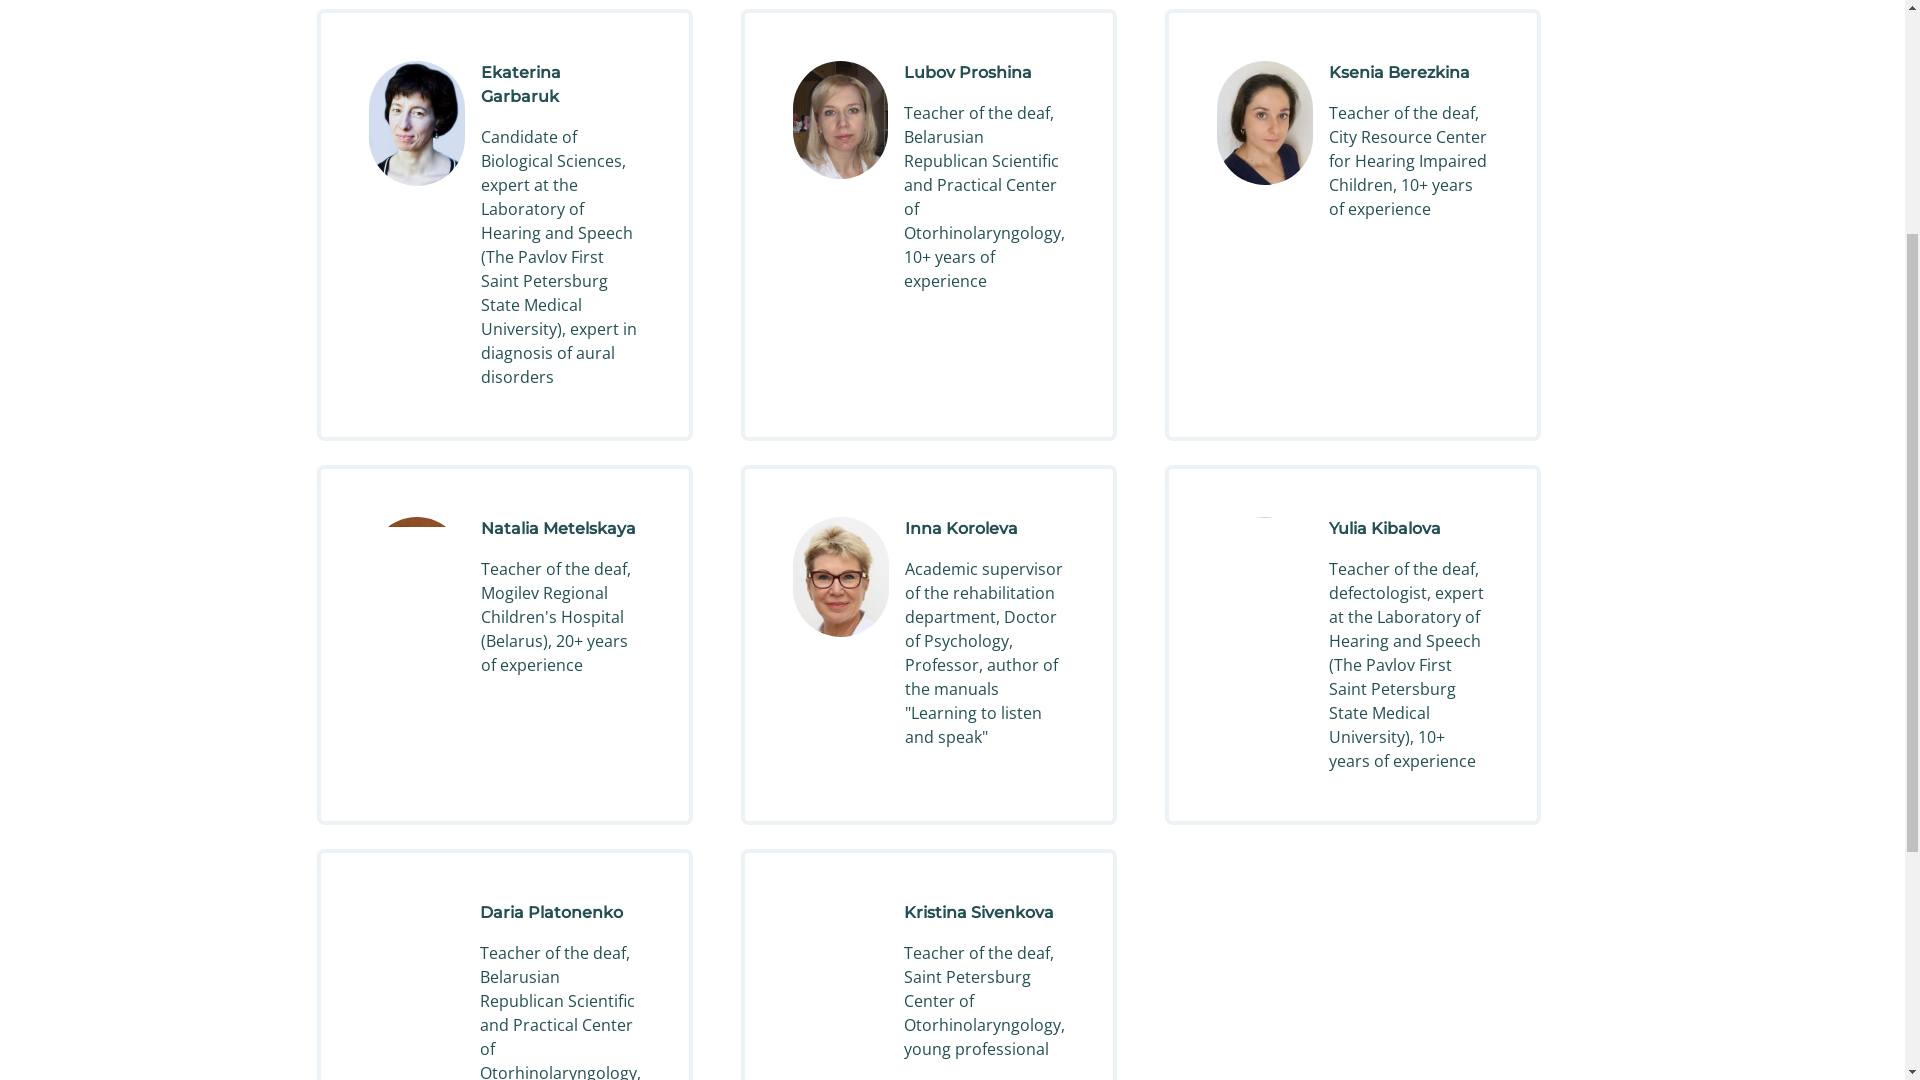 Ekaterina
Garbaruk
Candidate of
Biological Sciences,
expert at the
Laboratory of
Hearing and Speech
(The Pavlov First
Saint Petersburg
State Medical
University), expert in
diagnosis of aural
disorders
Lubov Proshina
Teacher of the deaf,
Belarusian
Republican Scientific
and Practical Center
of
Otorhinolaryngology,
10+ years of
experience
Ksenia Berezkina
Teacher of the deaf,
City Resource Center
for Hearing Impaired
Children, 10+ years
of experience
Natalia Metelskaya
Teacher of the deaf,
Mogilev Regional
Children's Hospital
(Belarus), 20+ years
of experience
Inna Koroleva
Academic supervisor
of the rehabilitation
department, Doctor
of Psychology,
Professor, author of
the manuals
"Learning to listen
and speak"
Yulia Kibalova
Teacher of the deaf,
defectologist, expert
at the Laboratory of
Hearing and Speech
(The Pavlov First
Saint Petersburg
State Medical
University), 10+
years of experience
Daria Platonenko
Teacher of the deaf,
Belarusian
Republican Scientific
and Practical Center
of
Otorhinolaryngology,
Kristina Sivenkova
Teacher of the deaf,
Saint Petersburg
Center of
Otorhinolaryngology,
young professional